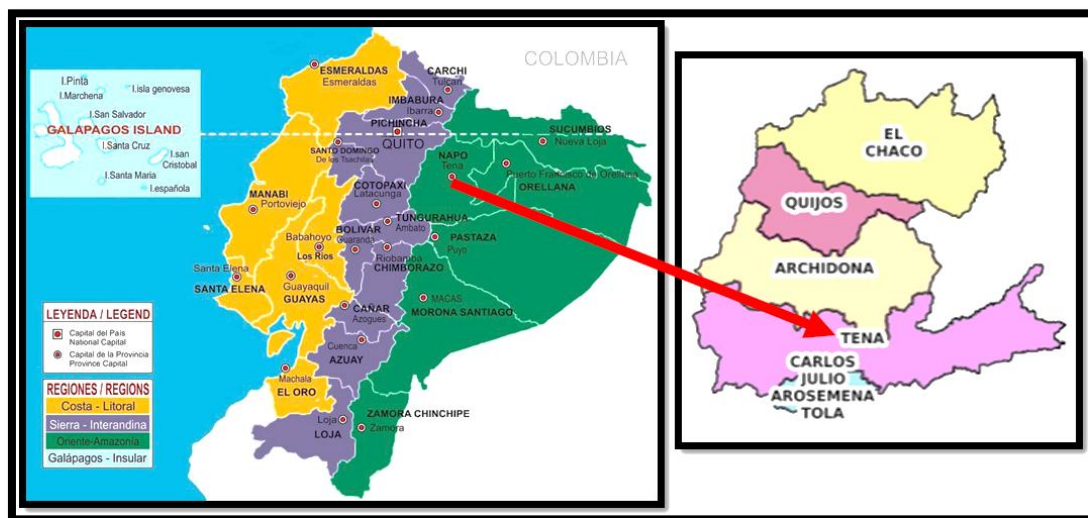 COLOMBIA
ESMERALDAS
Esmeraldas
CARCHI
Tulcan
IMBABURA
Ibarra
PICHINCHA
QUITO
SUCUMBIOS
Nueva Loja
SANTO DOMINGO
De los Tsachilas
NAPO
Tena
Puerto Francisco de Orellana
ORELLANA
COTOPAXI
Latacunga
MANABI
Portoviejo
TUNGURAHUA
Ambato
BOLIVAR
Guaranda
PASTAZA
Puyo
Babahoyo
Los Rios
Riobamba
CHIMBORAZO
Santa Elena
SANTA ELENA
Guayaquil
GUAYAS
MACAS
MORONA SANTIAGO
CAÑAR
Azogues
Cuenca
AZUAY
Machala
EL ORO
ZAMORA CHINCHIPE
Zamora
Loja
LOJA
I.Pinta
I.Marchena
I.isla genovesa
I.San Salvador
GALAPAGOS ISLAND
I.Santa Cruz
I.san
Cristobal
I.Santa Maria
I.española
LEYENDA / LEGEND
Capital del País
National Capital
Capital de la Provincia
Province Capital
REGIONES / REGIONS
Costa - Litoral
Sierra - Interandina
Oriente-Amazonía
Galápagos - Insular
EL
CHACO
QUIJOS
ARCHIDONA
TENA
CARLOS
JULIO
AROSEMENA
TOLA